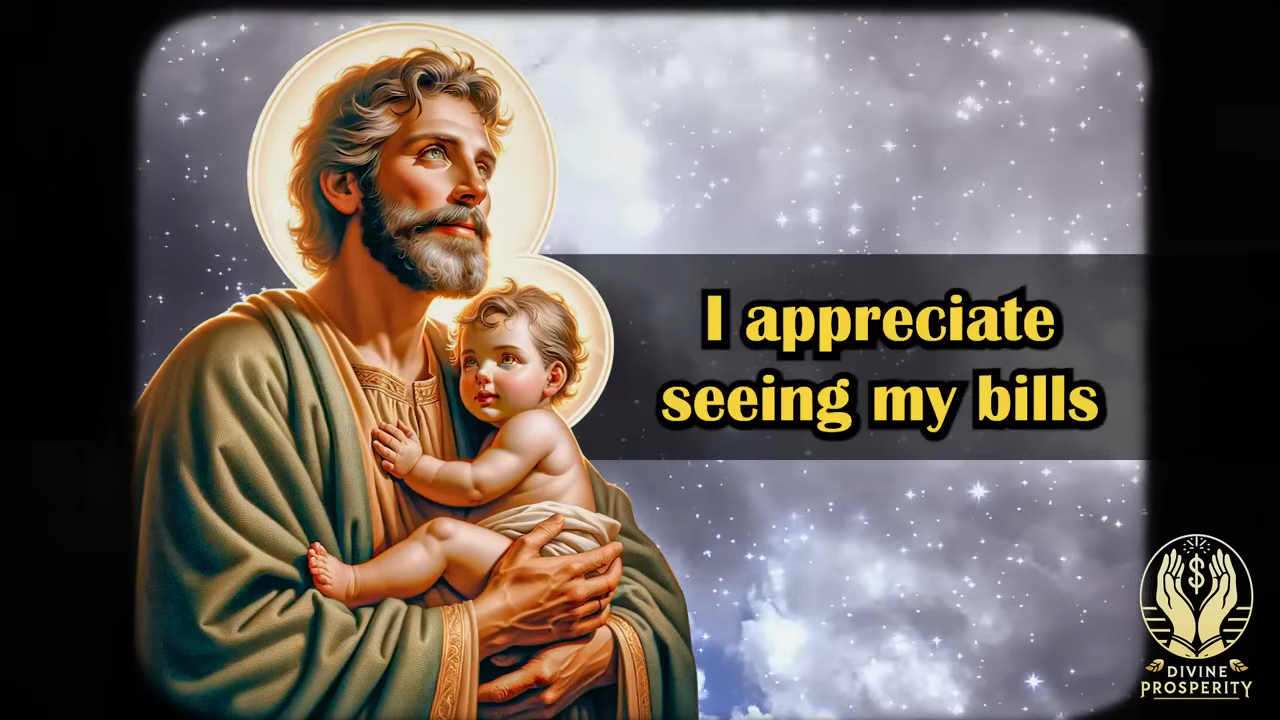 I appreciate
seeing my bills
$
DIVINE
PROSPERITY